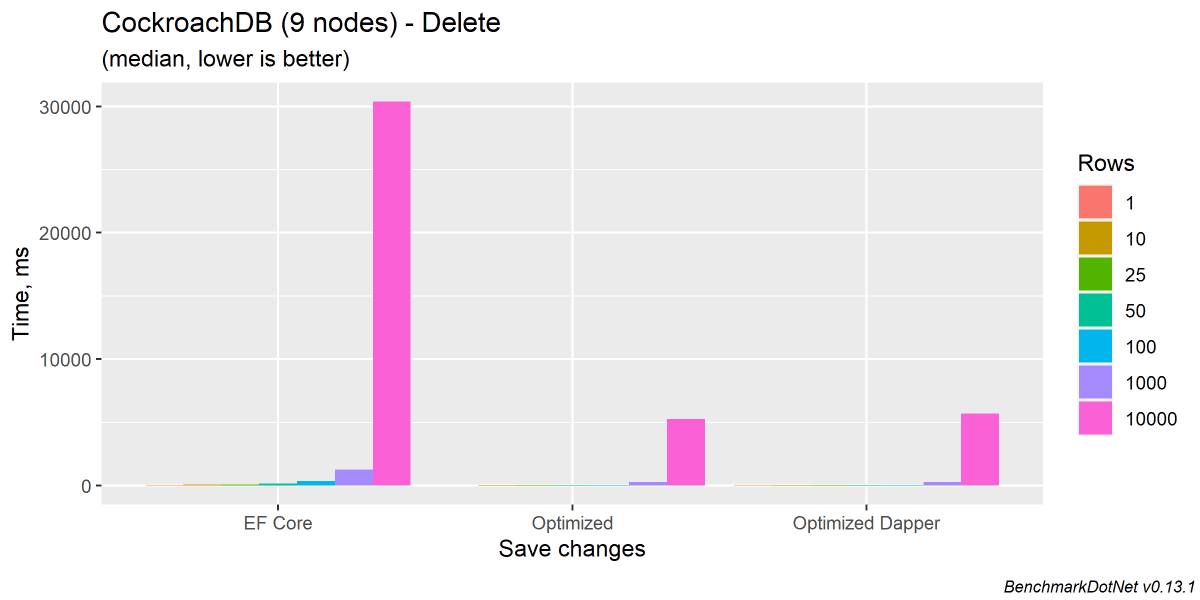 CockroachDB (9 nodes) - Delete
(median, lower is better)
30000
20000
10000
0
Time, ms
EF Core
Optimized
Optimized Dapper
Save changes
Rows
1
10
25
50
100
1000
10000
BenchmarkDotNet v0.13.1